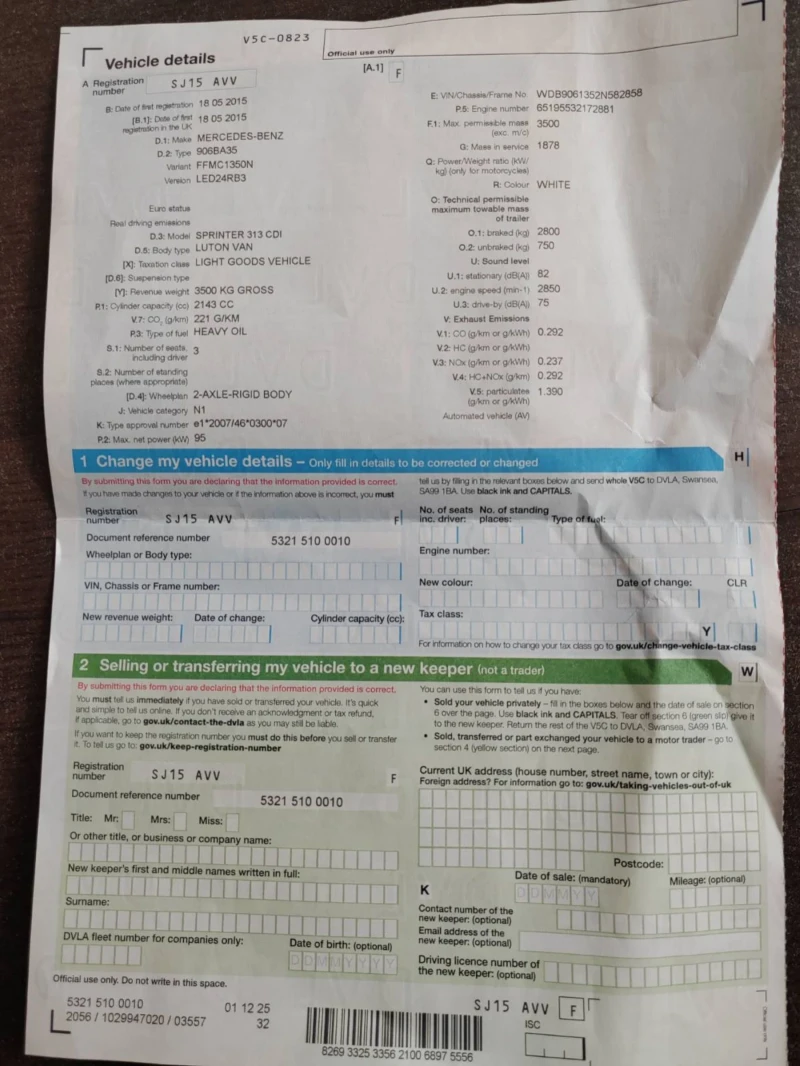 V5C-0823
Official use only
Vehicle details
[A.1] F
A Registration number SJ15 AVV
B: Date of first registration 18 05 2015
[B.1]: Date of first registration in the UK 18 05 2015
D.1: Make MERCEDES-BENZ
D.2: Type 906BA35
Variant FFMC1350N
Version LED24RB3
Euro status
Real driving emissions
D.3: Model SPRINTER 313 CDI
D.5: Body type LUTON VAN
[X]: Taxation class LIGHT GOODS VEHICLE
[D.6]: Suspension type
[Y]: Revenue weight 3500 KG GROSS
P.1: Cylinder capacity (cc) 2143 CC
V.7: CO2 (g/km) 221 G/KM
P.3: Type of fuel HEAVY OIL
S.1: Number of seats, including driver 3
S.2: Number of standing places (where appropriate)
[D.4]: Wheelplan 2-AXLE-RIGID BODY
J: Vehicle category N1
K: Type approval number e1*2007/46*0300*07
P.2: Max. net power (kW) 95
E: VIN/Chassis/Frame No. WDB9061352N582858
P.5: Engine number 65195532172881
F.1: Max. permissible mass (exc. m/c) 3500
G: Mass in service 1878
Q: Power/Weight ratio (kW/kg) (only for motorcycles)
R: Colour WHITE
O: Technical permissible maximum towable mass of trailer
O.1: braked (kg) 2800
O.2: unbraked (kg) 750
U: Sound level
U.1: stationary (dB(A)) 82
U.2: engine speed (min-1) 2850
U.3: drive-by (dB(A)) 75
V: Exhaust Emissions
V.1: CO (g/km or g/kWh) 0.292
V.2: HC (g/km or g/kWh)
V.3: NOx (g/km or g/kWh) 0.237
V.4: HC+NOx (g/km) 0.292
V.5: particulates (g/km or g/kWh) 1.390
Automated vehicle (AV)
1 Change my vehicle details – Only fill in details to be corrected or changed
H
By submitting this form you are declaring that the information provided is correct.
If you have made changes to your vehicle or if the information above is incorrect, you must
tell us by filling in the relevant boxes below and send whole V5C to DVLA, Swansea,
SA99 1BA. Use black ink and CAPITALS.
Registration number SJ15 AVV F
Document reference number 5321 510 0010
Wheelplan or Body type:
VIN, Chassis or Frame number:
New revenue weight: Date of change: Cylinder capacity (cc):
No. of seats inc. driver: No. of standing places: Type of fuel:
Engine number:
New colour: Date of change: CLR
Tax class:
Y
For information on how to change your tax class go to gov.uk/change-vehicle-tax-class
2 Selling or transferring my vehicle to a new keeper (not a trader)
W
By submitting this form you are declaring that the information provided is correct.
You must tell us immediately if you have sold or transferred your vehicle. It's quick
and simple to tell us online. If you don't receive an acknowledgment or tax refund,
if applicable, go to gov.uk/contact-the-dvla as you may still be liable.
If you want to keep the registration number you must do this before you sell or transfer
it. To tell us go to: gov.uk/keep-registration-number
You can use this form to tell us if you have:
• Sold your vehicle privately – fill in the boxes below and the date of sale on section
6 over the page. Use black ink and CAPITALS. Tear off section 6 (green slip) give it
to the new keeper. Return the rest of the V5C to DVLA, Swansea, SA99 1BA.
• Sold, transferred or part exchanged your vehicle to a motor trader – go to
section 4 (yellow section) on the next page.
Registration number SJ15 AVV F
Document reference number 5321 510 0010
Title: Mr: Mrs: Miss:
Or other title, or business or company name:
New keeper's first and middle names written in full:
Surname:
DVLA fleet number for companies only: Date of birth: (optional)
DDMMYYYY
Current UK address (house number, street name, town or city):
Foreign address? For information go to: gov.uk/taking-vehicles-out-of-uk
Postcode:
K
Date of sale: (mandatory) Mileage: (optional)
DDMMYY
Contact number of the new keeper: (optional)
Email address of the new keeper: (optional)
Driving licence number of the new keeper: (optional)
Official use only. Do not write in this space.
5321 510 0010 01 12 25
2056 / 1029947020 / 03557 32
8269 3325 3356 2100 6897 5556
SJ15 AVV F
ISC